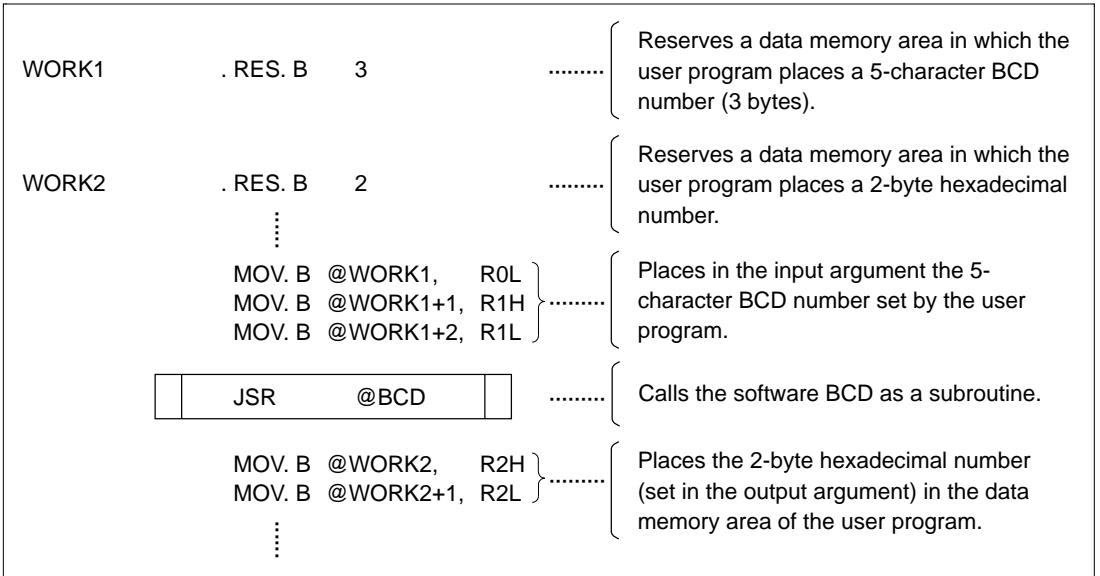 WORK1 . RES. B 3 ......... Reserves a data memory area in which the
user program places a 5-character BCD
number (3 bytes).
WORK2 . RES. B 2 ......... Reserves a data memory area in which the
user program places a 2-byte hexadecimal
number.
MOV. B @WORK1, R0L
MOV. B @WORK1+1, R1H
MOV. B @WORK1+2, R1L
......... Places in the input argument the 5-
character BCD number set by the user
program.
JSR @BCD ......... Calls the software BCD as a subroutine.
MOV. B @WORK2, R2H
MOV. B @WORK2+1, R2L
......... Places the 2-byte hexadecimal number
(set in the output argument) in the data
memory area of the user program.